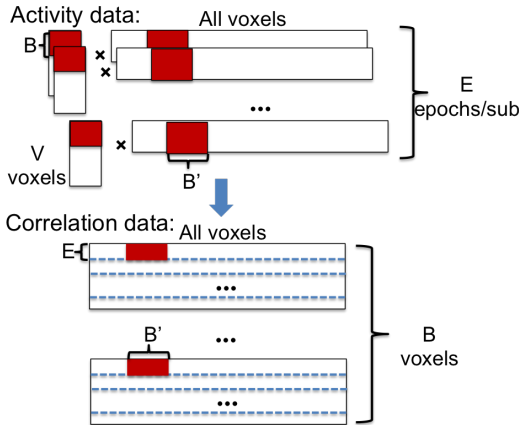 Activity data:
All voxels
B
×
×
E
epochs/sub
...
V
voxels
×
B’
Correlation data:
All voxels
E
...
...
B
voxels
B’
...